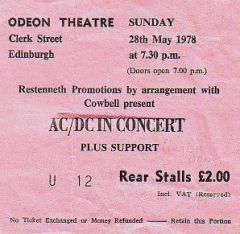 ODEON THEATRE SUNDAY
Clerk Street 28th May 1978
Edinburgh at 7.30 p.m.
(Doors open 7.00 p.m.)
Restenneth Promotions by arrangement with
Cowbell present
AC/DC IN CONCERT
PLUS SUPPORT
U 12 Rear Stalls £2.00
Incl. VAT (Reserved)
No Ticket Exchanged or Money Refunded — Retain this Portion